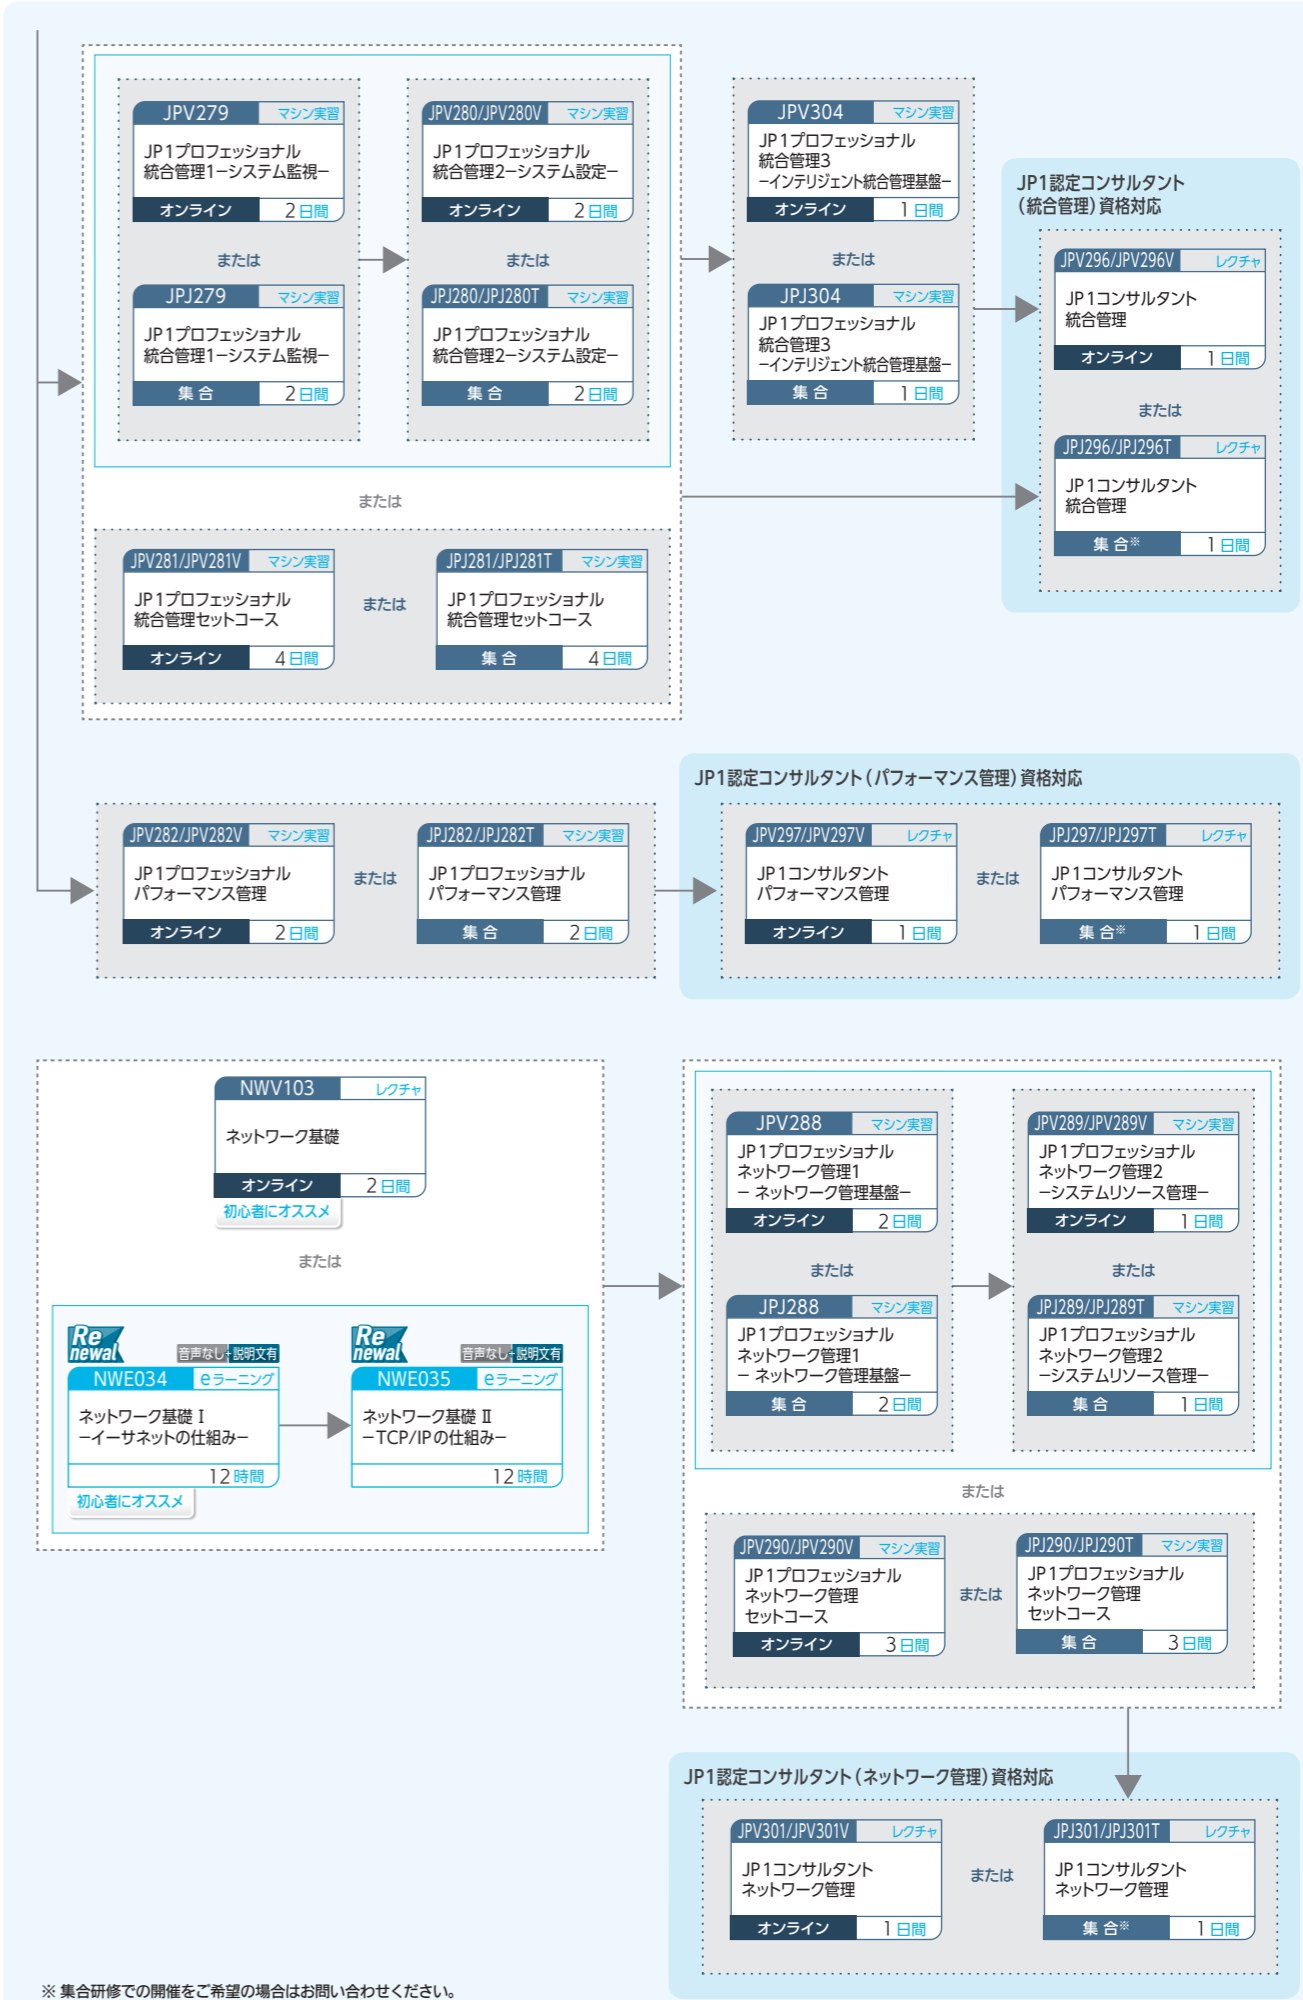 JPV279 マシン実習
JP1プロフェッショナル
統合管理1－システム監視－
オンライン 2日間
または
JPJ279 マシン実習
JP1プロフェッショナル
統合管理1－システム監視－
集合 2日間
JPV280/JPV280V マシン実習
JP1プロフェッショナル
統合管理2－システム設定－
オンライン 2日間
または
JPJ280/JPJ280T マシン実習
JP1プロフェッショナル
統合管理2－システム設定－
集合 2日間
JPV304 マシン実習
JP1プロフェッショナル
統合管理3
－インテリジェント統合管理基盤－
オンライン 1日間
または
JPJ304 マシン実習
JP1プロフェッショナル
統合管理3
－インテリジェント統合管理基盤－
集合 1日間
JP1認定コンサルタント
（統合管理）資格対応
JPV296/JPV296V レクチャ
JP1コンサルタント
統合管理
オンライン 1日間
または
JPJ296/JPJ296T レクチャ
JP1コンサルタント
統合管理
集合※ 1日間
または
JPV281/JPV281V マシン実習
JP1プロフェッショナル
統合管理セットコース
オンライン 4日間
または
JPJ281/JPJ281T マシン実習
JP1プロフェッショナル
統合管理セットコース
集合 4日間
JPV282/JPV282V マシン実習
JP1プロフェッショナル
パフォーマンス管理
オンライン 2日間
または
JPJ282/JPJ282T マシン実習
JP1プロフェッショナル
パフォーマンス管理
集合 2日間
JP1認定コンサルタント（パフォーマンス管理）資格対応
JPV297/JPV297V レクチャ
JP1コンサルタント
パフォーマンス管理
オンライン 1日間
または
JPJ297/JPJ297T レクチャ
JP1コンサルタント
パフォーマンス管理
集合※ 1日間
NWV103 レクチャ
ネットワーク基礎
オンライン 2日間
初心者にオススメ
または
Renewal
音声なし+説明文有
NWE034 eラーニング
ネットワーク基礎 Ⅰ
－イーサネットの仕組み－
12時間
初心者にオススメ
Renewal
音声なし+説明文有
NWE035 eラーニング
ネットワーク基礎 Ⅱ
－TCP/IPの仕組み－
12時間
JPV288 マシン実習
JP1プロフェッショナル
ネットワーク管理1
－ ネットワーク管理基盤－
オンライン 2日間
または
JPJ288 マシン実習
JP1プロフェッショナル
ネットワーク管理1
－ ネットワーク管理基盤－
集合 2日間
JPV289/JPV289V マシン実習
JP1プロフェッショナル
ネットワーク管理2
－システムリソース管理－
オンライン 1日間
または
JPJ289/JPJ289T マシン実習
JP1プロフェッショナル
ネットワーク管理2
－システムリソース管理－
集合 1日間
または
JPV290/JPV290V マシン実習
JP1プロフェッショナル
ネットワーク管理
セットコース
オンライン 3日間
または
JPJ290/JPJ290T マシン実習
JP1プロフェッショナル
ネットワーク管理
セットコース
集合 3日間
JP1認定コンサルタント（ネットワーク管理）資格対応
JPV301/JPV301V レクチャ
JP1コンサルタント
ネットワーク管理
オンライン 1日間
または
JPJ301/JPJ301T レクチャ
JP1コンサルタント
ネットワーク管理
集合※ 1日間
※ 集合研修での開催をご希望の場合はお問い合わせください。